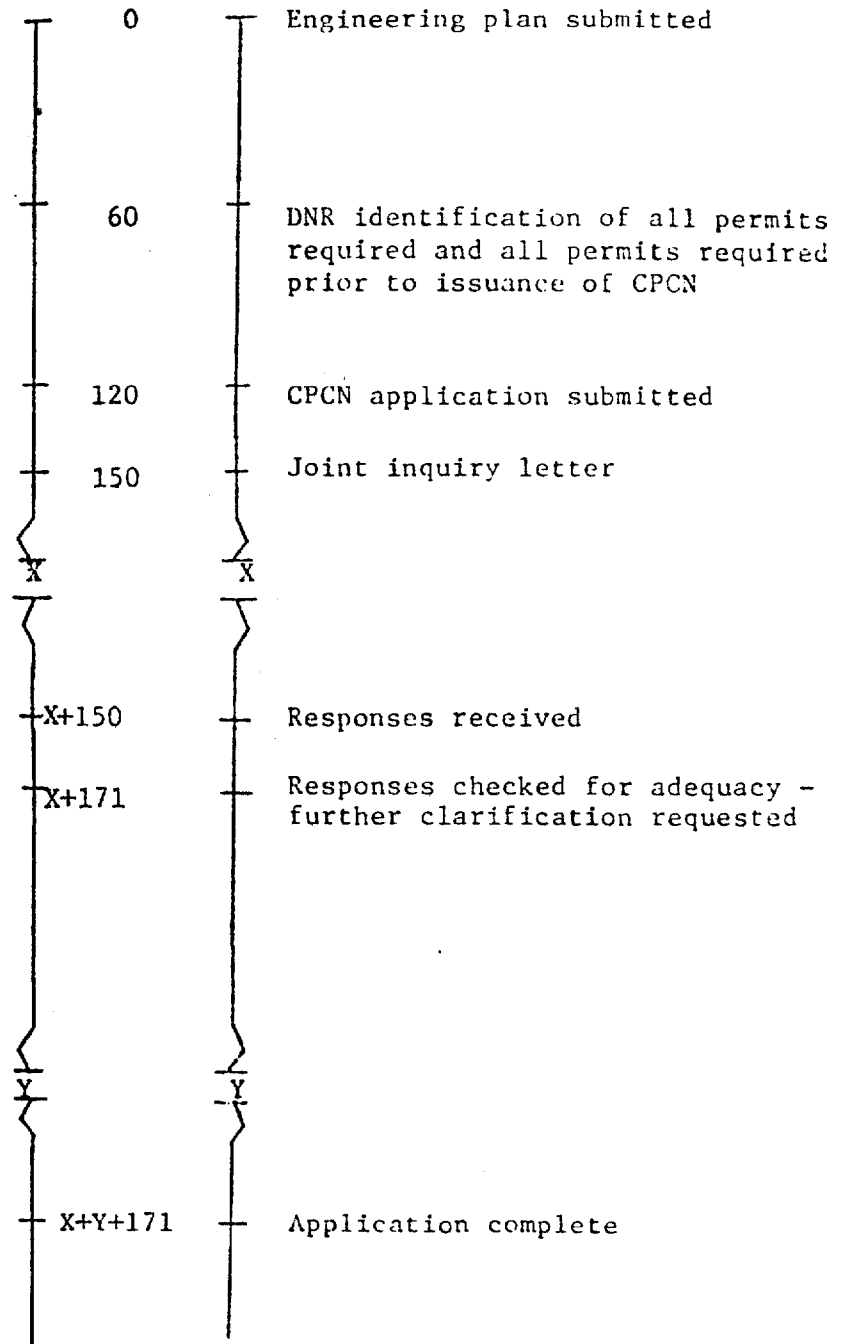 0 Engineering plan submitted
60 DNR identification of all permits
required and all permits required
prior to issuance of CPCN
120 CPCN application submitted
150 Joint inquiry letter
X X
X+150 Responses received
X+171 Responses checked for adequacy -
further clarification requested
Y Y
X+Y+171 Application complete